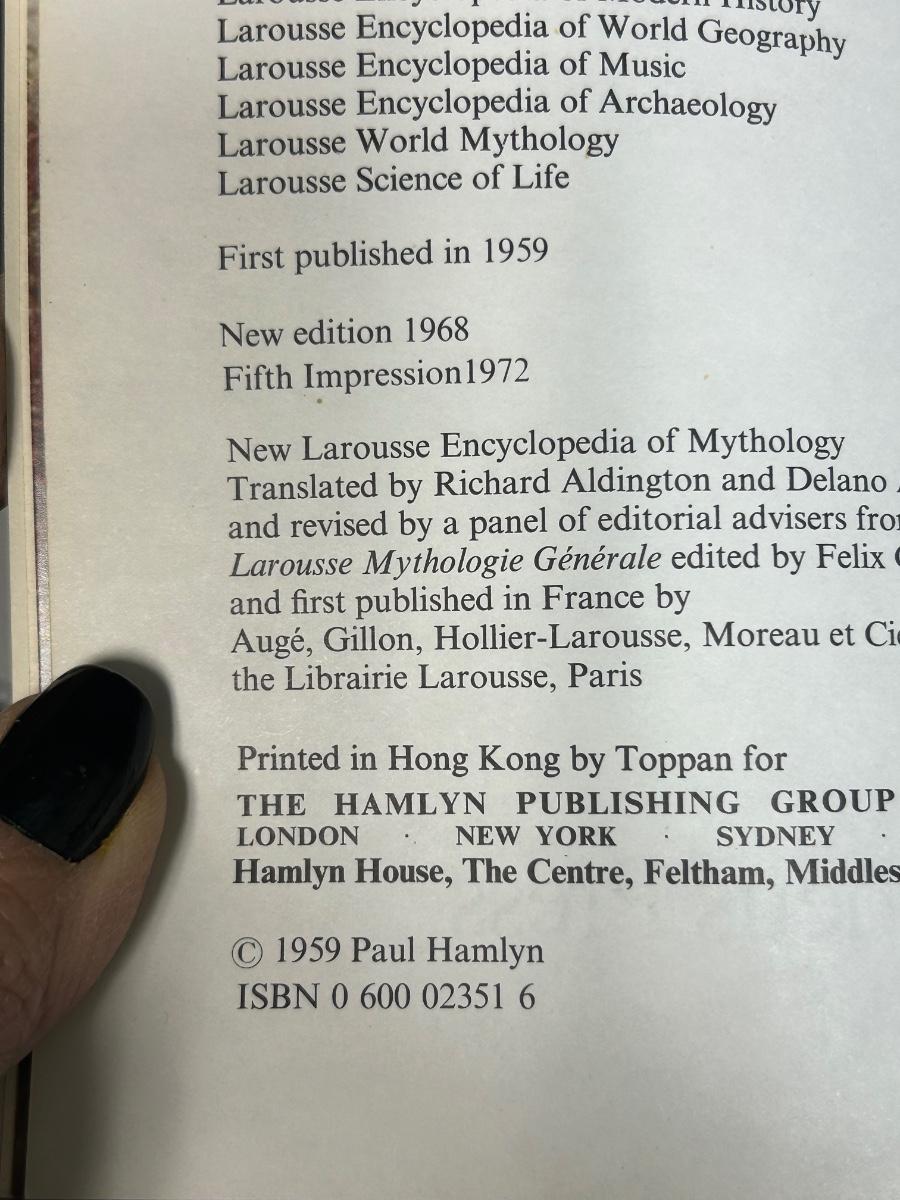 Larousse Encyclopedia of Modern History
Larousse Encyclopedia of World Geography
Larousse Encyclopedia of Music
Larousse Encyclopedia of Archaeology
Larousse World Mythology
Larousse Science of Life
First published in 1959
New edition 1968
Fifth Impression1972
New Larousse Encyclopedia of Mythology
Translated by Richard Aldington and Delano
and revised by a panel of editorial advisers
Larousse Mythologie Générale edited by Felix
and first published in France by
Augé, Gillon, Hollier-Larousse, Moreau et
the Librairie Larousse, Paris
Printed in Hong Kong by Toppan for
THE HAMLYN PUBLISHING GROUP
LONDON · NEW YORK · SYDNEY ·
Hamlyn House, The Centre, Feltham,
© 1959 Paul Hamlyn
ISBN 0 600 02351 6